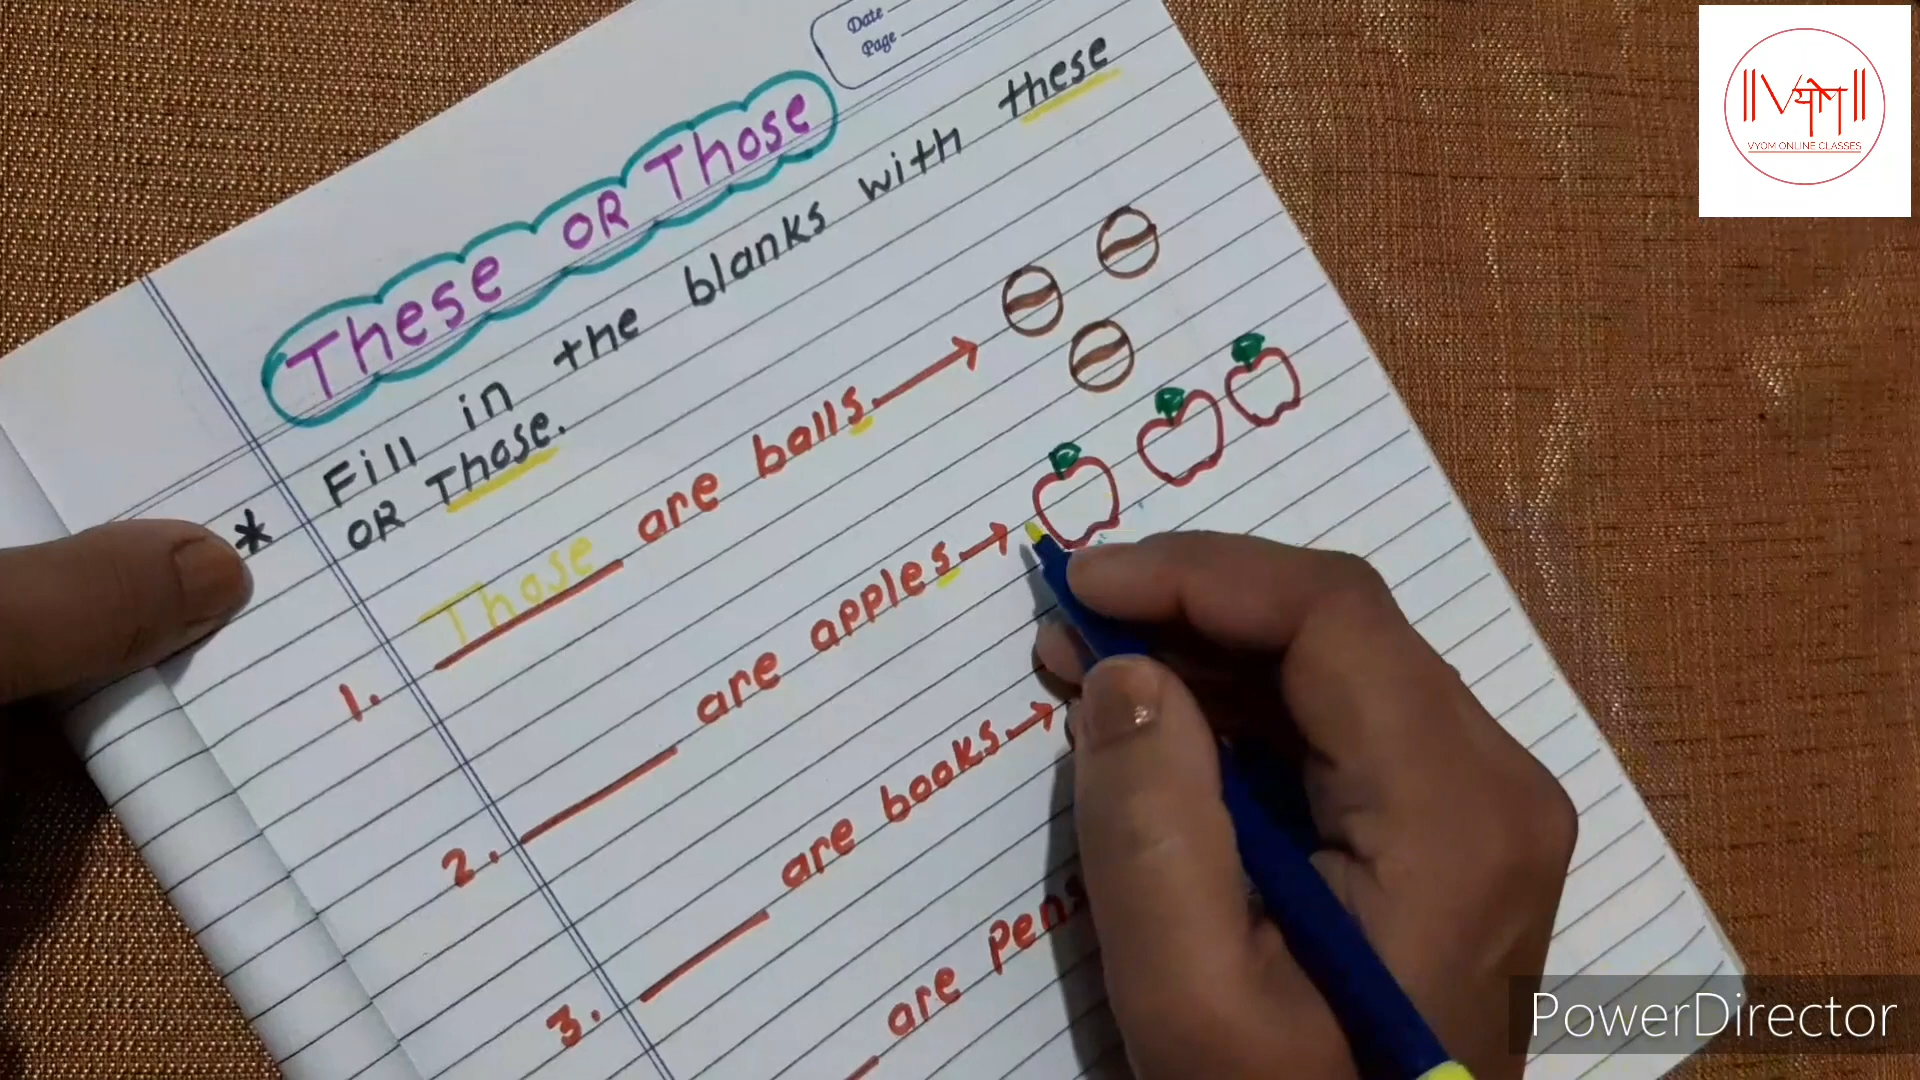 Date
Page
These OR Those
Fill in the blanks with these
OR Those.
1. Those are balls
2. are apples
3. are books
are pens
||Vयोम||
VYOM ONLINE CLASSES
PowerDirector